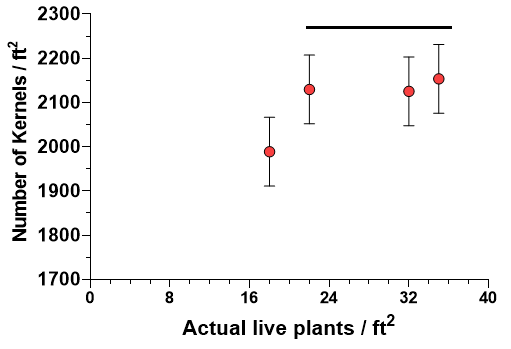 2300
2200
2100
2000
1900
1800
1700
Number of Kernels / ft²
0 8 16 24 32 40
Actual live plants / ft²